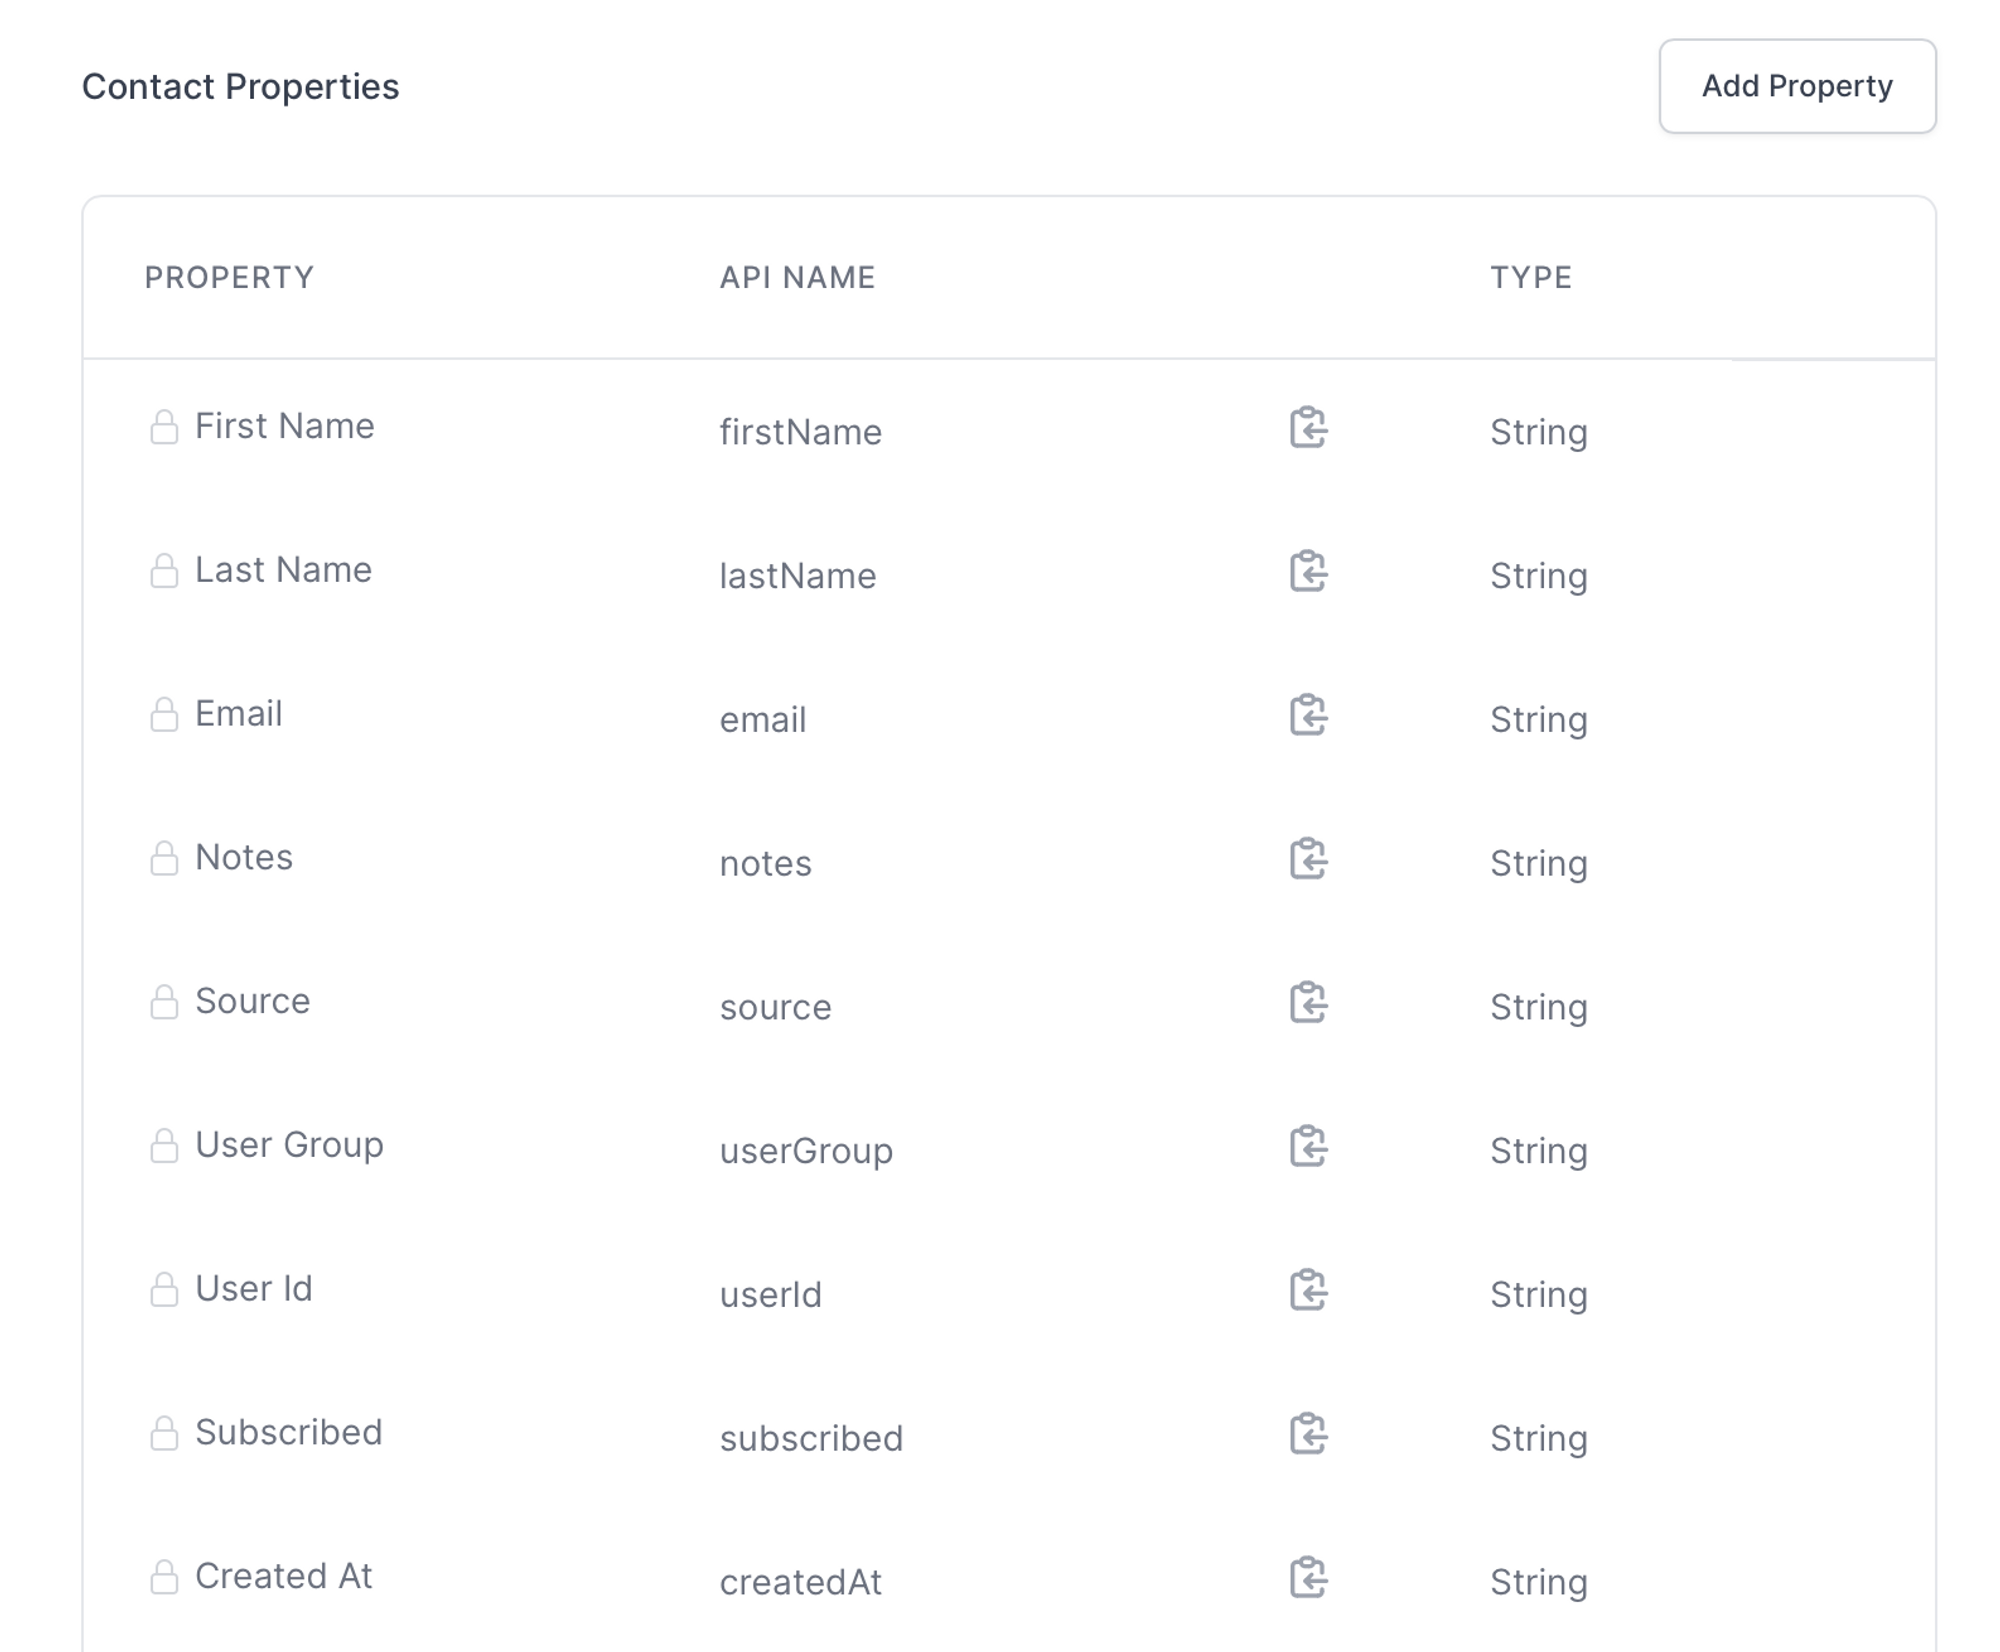 Contact Properties
Add Property
PROPERTY API NAME TYPE
First Name firstName String
Last Name lastName String
Email email String
Notes notes String
Source source String
User Group userGroup String
User Id userId String
Subscribed subscribed String
Created At createdAt String